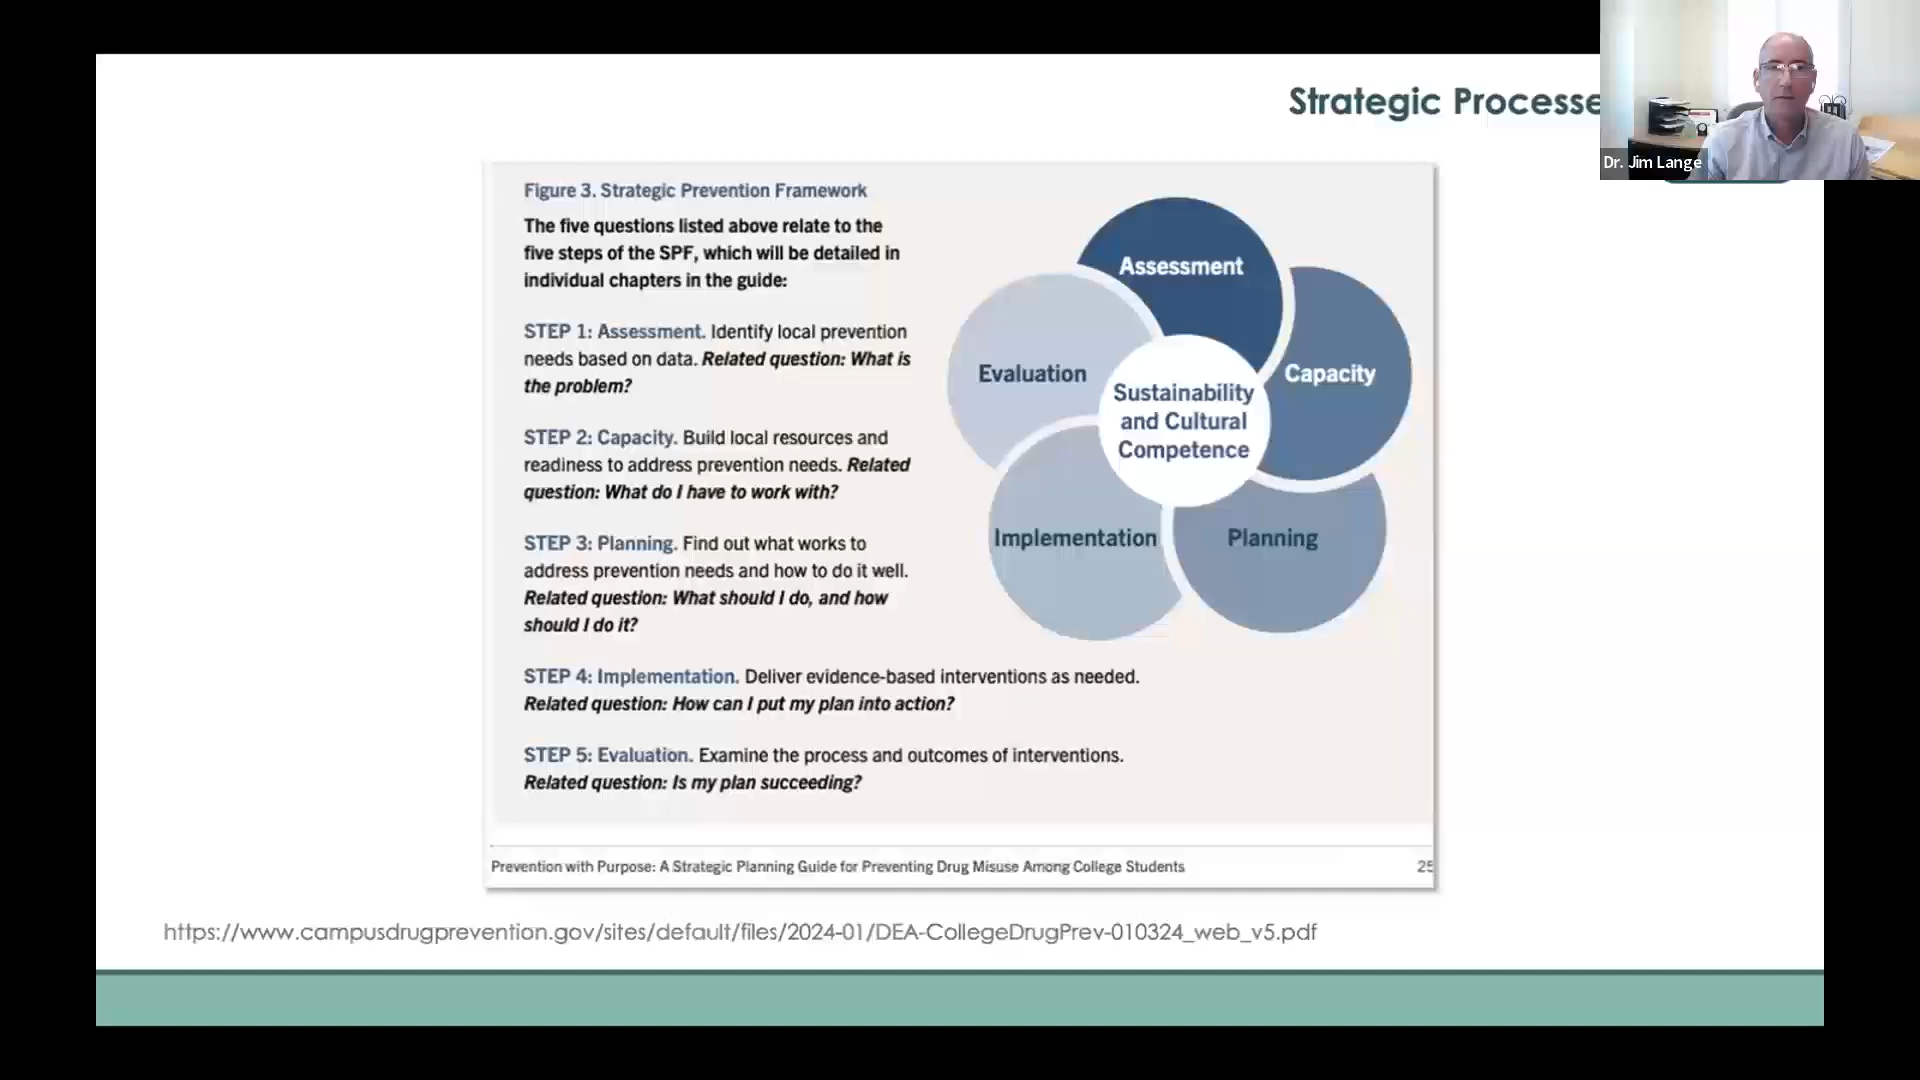 Strategic Processe
Dr. Jim Lange
Figure 3. Strategic Prevention Framework
The five questions listed above relate to the
five steps of the SPF, which will be detailed in
individual chapters in the guide:
STEP 1: Assessment. Identify local prevention
needs based on data. Related question: What is
the problem?
STEP 2: Capacity. Build local resources and
readiness to address prevention needs. Related
question: What do I have to work with?
STEP 3: Planning. Find out what works to
address prevention needs and how to do it well.
Related question: What should I do, and how
should I do it?
STEP 4: Implementation. Deliver evidence-based interventions as needed.
Related question: How can I put my plan into action?
STEP 5: Evaluation. Examine the process and outcomes of interventions.
Related question: Is my plan succeeding?
Assessment
Capacity
Planning
Implementation
Evaluation
Sustainability
and Cultural
Competence
Prevention with Purpose: A Strategic Planning Guide for Preventing Drug Misuse Among College Students
25
https://www.campusdrugprevention.gov/sites/default/files/2024-01/DEA-CollegeDrugPrev-010324_web_v5.pdf